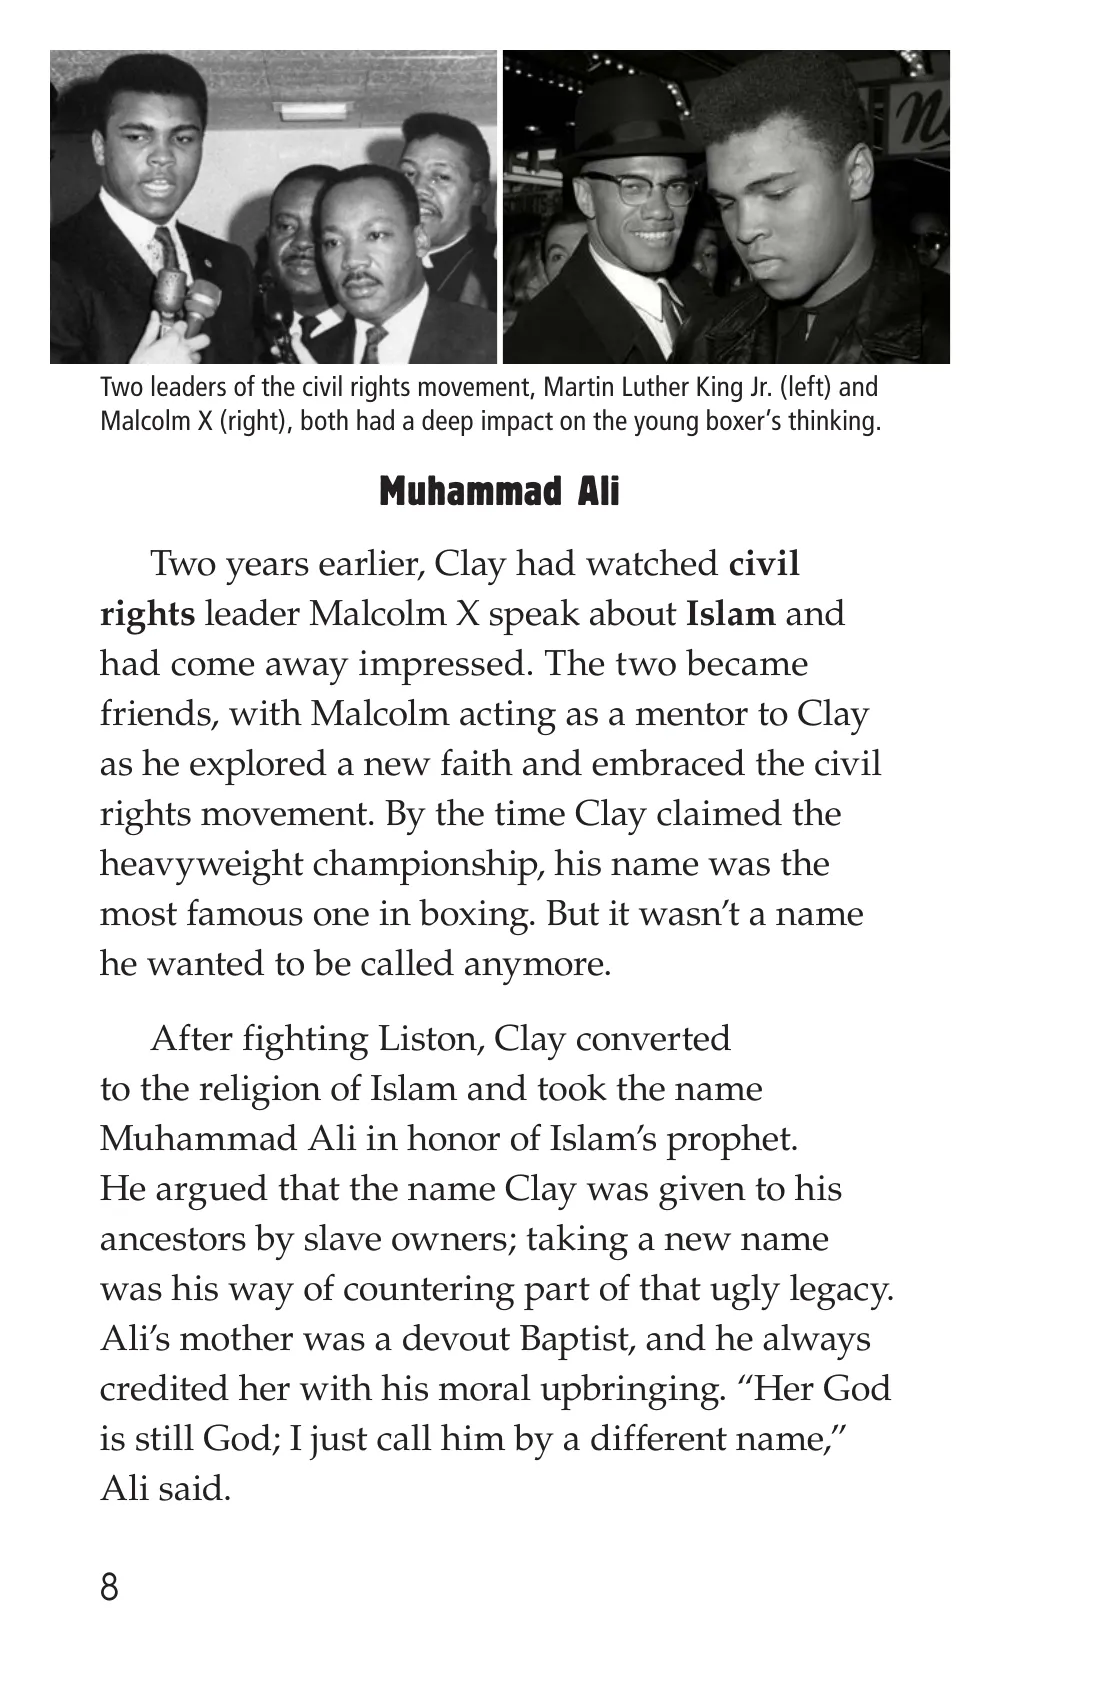 Two leaders of the civil rights movement, Martin Luther King Jr. (left) and
Malcolm X (right), both had a deep impact on the young boxer’s thinking.
Muhammad Ali
Two years earlier, Clay had watched civil
rights leader Malcolm X speak about Islam and
had come away impressed. The two became
friends, with Malcolm acting as a mentor to Clay
as he explored a new faith and embraced the civil
rights movement. By the time Clay claimed the
heavyweight championship, his name was the
most famous one in boxing. But it wasn’t a name
he wanted to be called anymore.
After fighting Liston, Clay converted
to the religion of Islam and took the name
Muhammad Ali in honor of Islam’s prophet.
He argued that the name Clay was given to his
ancestors by slave owners; taking a new name
was his way of countering part of that ugly legacy.
Ali’s mother was a devout Baptist, and he always
credited her with his moral upbringing. “Her God
is still God; I just call him by a different name,”
Ali said.
8